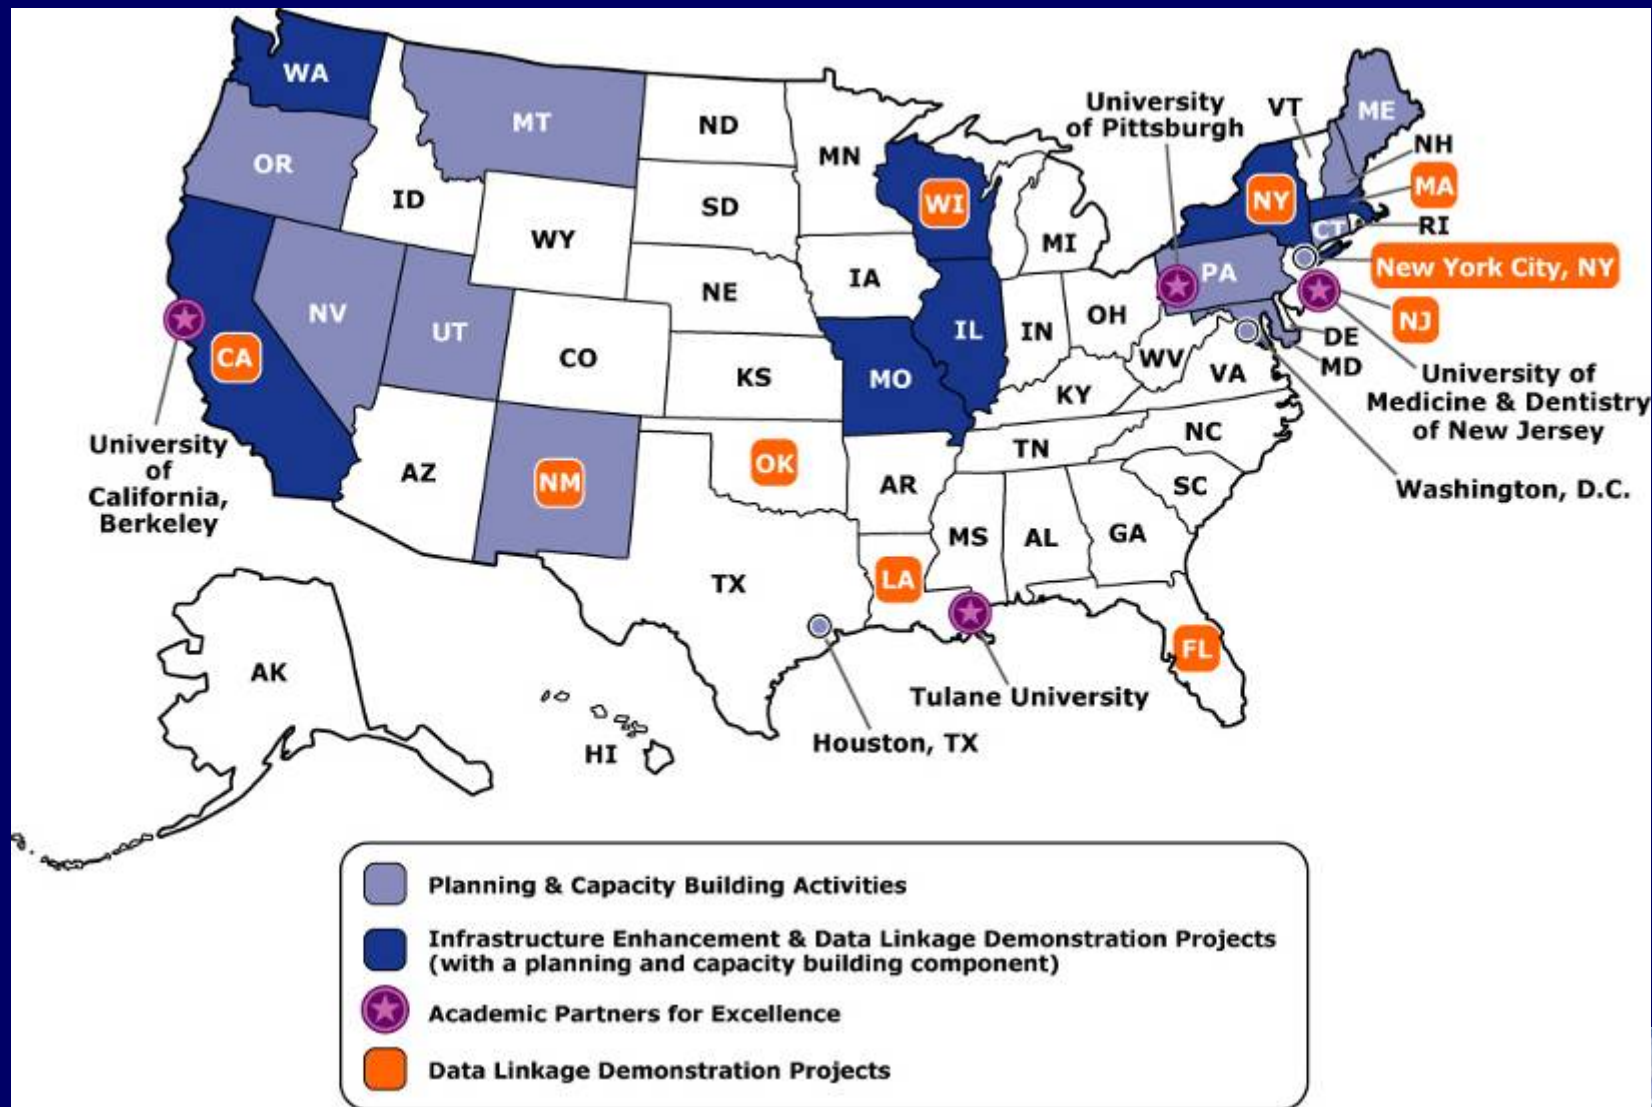 WA
MT
ND
MN
University
of Pittsburgh
VT
ME
OR
ID
SD
WI
NY
NH
MA
WY
MI
CT
RI
New York City, NY
NV
UT
NE
IA
PA
CA
CO
IL
IN
OH
NJ
DE
MD
KS
MO
WV
VA
KY
University of
Medicine & Dentistry
of New Jersey
University
of
California,
Berkeley
AZ
NM
OK
TN
NC
AR
SC
Washington, D.C.
MS
AL
GA
TX
LA
FL
AK
Tulane University
HI
Houston, TX
Planning & Capacity Building Activities
Infrastructure Enhancement & Data Linkage Demonstration Projects
(with a planning and capacity building component)
Academic Partners for Excellence
Data Linkage Demonstration Projects